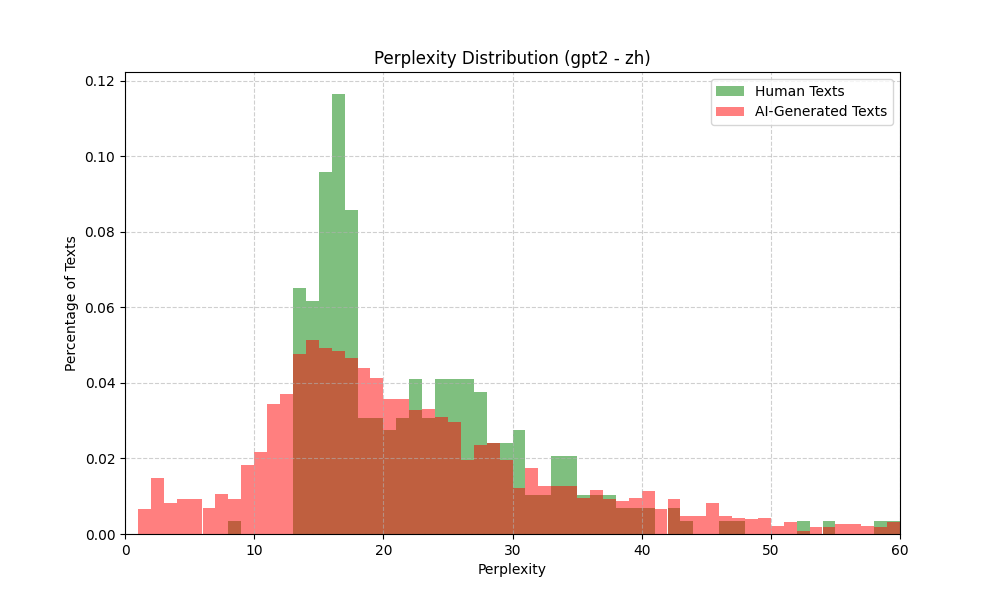 Perplexity Distribution (gpt2 - zh)
Human Texts
AI-Generated Texts
Percentage of Texts
0.12
0.10
0.08
0.06
0.04
0.02
0.00
0
10
20
30
40
50
60
Perplexity